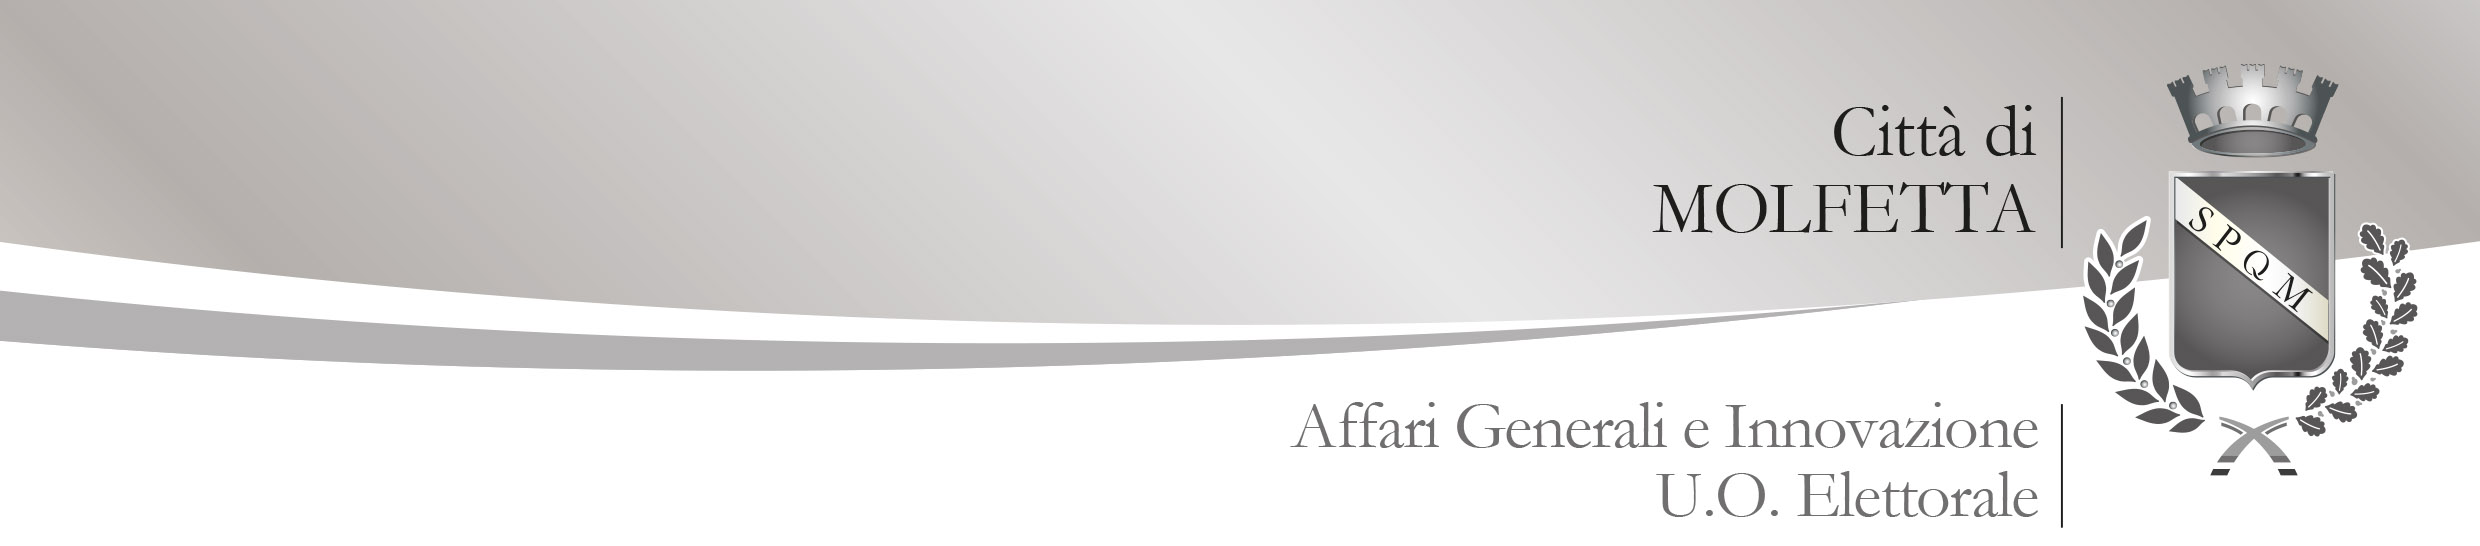 Città di
MOLFETTA
SPQM
Affari Generali e Innovazione
U.O. Elettorale